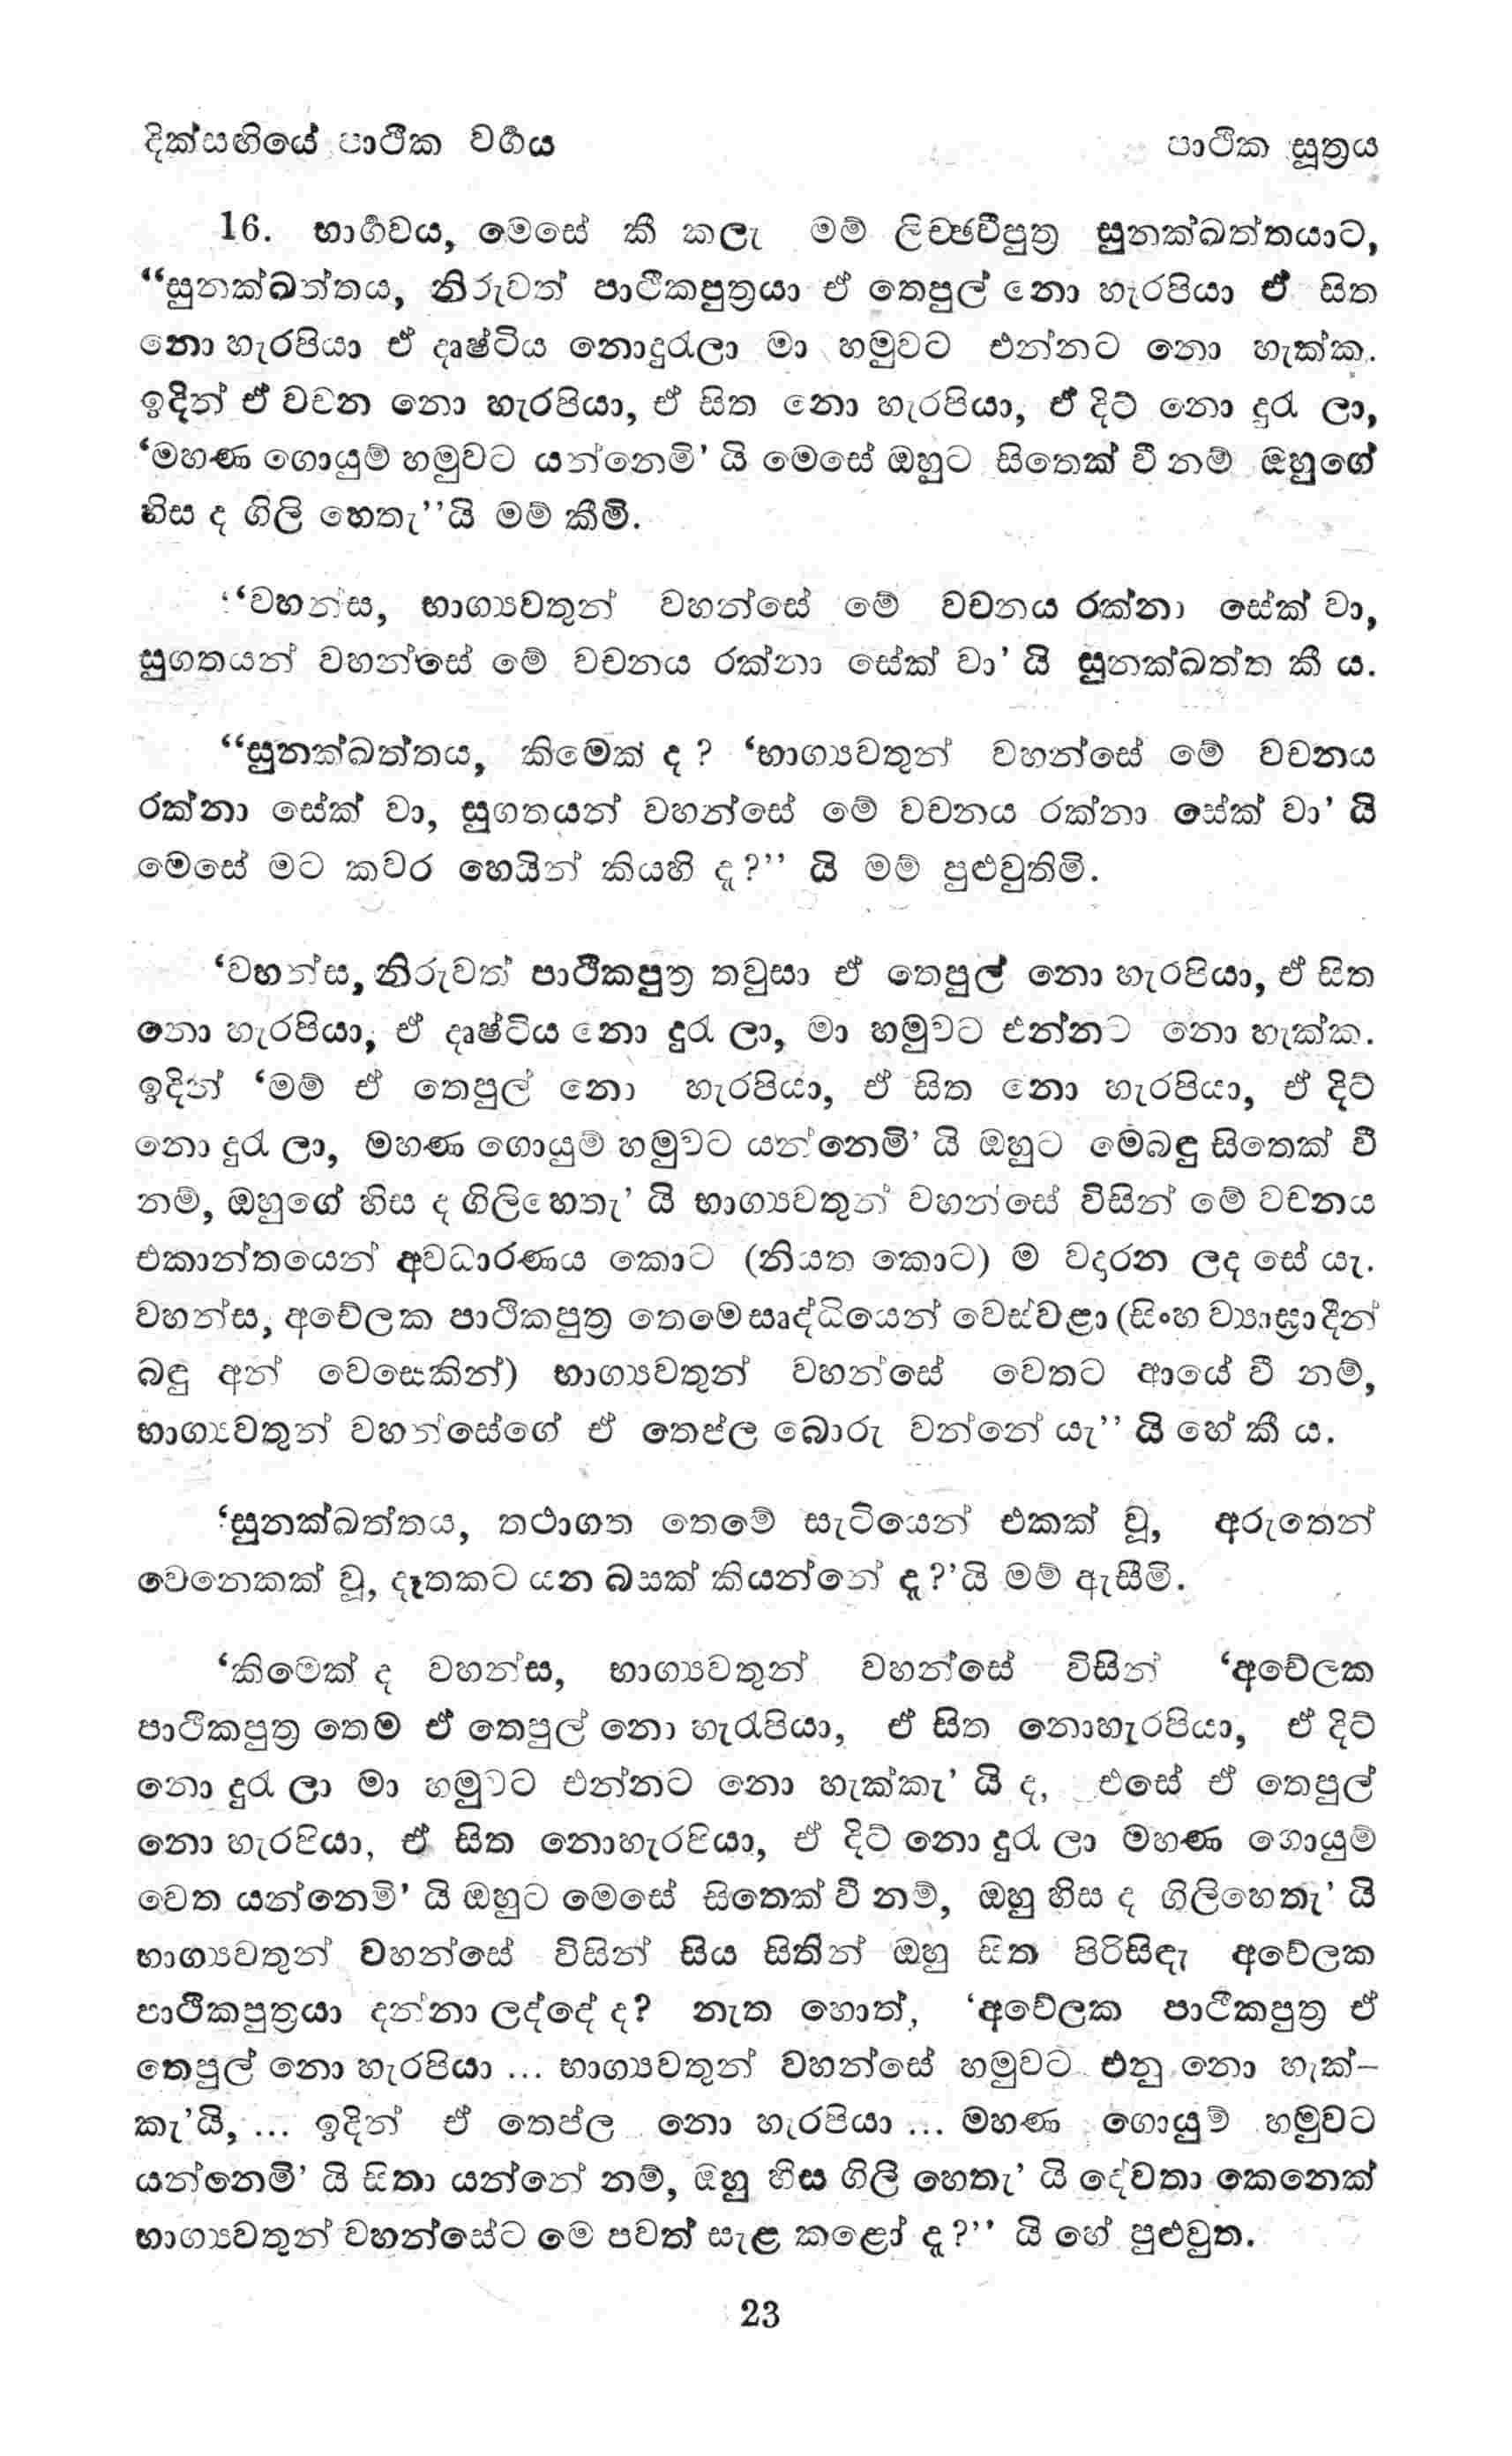 දික්සඟියේ පාථික වර්‍ගය
පාථික සූත්‍රය
16. භාර්‍ගවය, මෙසේ කී කලැ මම් ලිච්ඡවීපුත්‍ර සුනක්ඛත්තයාට,
“සුනක්ඛත්තය, නිරුවත් පාථිකපුත්‍රයා ඒ තෙපුල් නො හැරපියා ඒ සිත
නො හැරපියා ඒ දෘෂ්ටිය නොදුරැලා මා හමුවට එන්නට නො හැක්ක.
ඉදින් ඒ වචන නො හැරපියා, ඒ සිත නො හැරපියා, ඒ දිට් නො දුරැ ලා,
‘මහණ ගොයුම් හමුවට යන්නෙමි’ යි මෙසේ ඔහුට සිතෙක් වී නම් ඔහුගේ
හිස ද ගිලි හෙතැ’’යි මම් කීමි.
‘‘වහන්ස, භාග්‍යවතුන් වහන්සේ මේ වචනය රක්නා සේක් වා,
සුගතයන් වහන්සේ මේ වචනය රක්නා සේක් වා’ යි සුනක්ඛත්ත කී ය.
“සුනක්ඛත්තය, කිමෙක් ද ? ‘භාග්‍යවතුන් වහන්සේ මේ වචනය
රක්නා සේක් වා, සුගතයන් වහන්සේ මේ වචනය රක්නා සේක් වා’ යි
මෙසේ මට කවර හෙයින් කියහි දැ?’’ යි මම් පුළුවුතිමි.
‘වහන්ස, නිරුවත් පාථිකපුත්‍ර තවුසා ඒ තෙපුල් නො හැරපියා, ඒ සිත
නො හැරපියා, ඒ දෘෂ්ටිය නො දුරැ ලා, මා හමුවට එන්නට නො හැක්ක.
ඉදින් ‘මම් ඒ තෙපුල් නො හැරපියා, ඒ සිත නො හැරපියා, ඒ දිට්
නො දුරැ ලා, මහණ ගොයුම් හමුවට යන්නෙමි’ යි ඔහුට මෙබඳු සිතෙක් වී
නම්, ඔහුගේ හිස ද ගිලිහෙතැ’ යි භාග්‍යවතුන් වහන්සේ විසින් මේ වචනය
එකාන්තයෙන් අවධාරණය කොට (නියත කොට) ම වදාරන ලද සේ යැ.
වහන්ස, අචේලක පාථිකපුත්‍ර තෙමෙ සෘද්ධියෙන් වෙස්වළා (සිංහ ව්‍යාඝ්‍රාදීන්
බඳු අන් වෙසෙකින්) භාග්‍යවතුන් වහන්සේ වෙතට ආයේ වී නම්,
භාග්‍යවතුන් වහන්සේගේ ඒ තෙප්ල බොරු වන්නේ යැ’’ යි හේ කී ය.
‘සුනක්ඛත්තය, තථාගත තෙමේ සැටියෙන් එකක් වූ, අරුතෙන්
වෙනෙකක් වූ, දෑතකට යන බසක් කියන්නේ දැ?’යි මම් ඇසීමි.
‘කිමෙක් ද වහන්ස, භාග්‍යවතුන් වහන්සේ විසින් ‘අචේලක
පාථිකපුත්‍ර තෙම ඒ තෙපුල් නො හැරැපියා, ඒ සිත නොහැරපියා, ඒ දිට්
නො දුරැ ලා මා හමුවට එන්නට නො හැක්කැ’ යි ද, එසේ ඒ තෙපුල්
නො හැරපියා, ඒ සිත නොහැරපියා, ඒ දිට් නො දුරැ ලා මහණ ගොයුම්
වෙත යන්නෙමි’ යි ඔහුට මෙසේ සිතෙක් වී නම්, ඔහු හිස ද ගිලිහෙතැ’ යි
භාග්‍යවතුන් වහන්සේ විසින් සිය සිතින් ඔහු සිත පිරිසිඳැ අචේලක
පාථිකපුත්‍රයා දන්නා ලද්දේ ද? නැත හොත්, ‘අචේලක පාථිකපුත්‍ර ඒ
තෙපුල් නො හැරපියා ... භාග්‍යවතුන් වහන්සේ හමුවට එනු නො හැක්–
කැ’යි, ... ඉදින් ඒ තෙප්ල නො හැරපියා ... මහණ ගොයුම් හමුවට
යන්නෙමි’ යි සිතා යන්නේ නම්, ඔහු හිස ගිලි හෙතැ’ යි දේවතා කෙනෙක්
භාග්‍යවතුන් වහන්සේට මෙ පවත් සැළ කළෝ දැ?’’ යි හේ පුළුවුත.
23